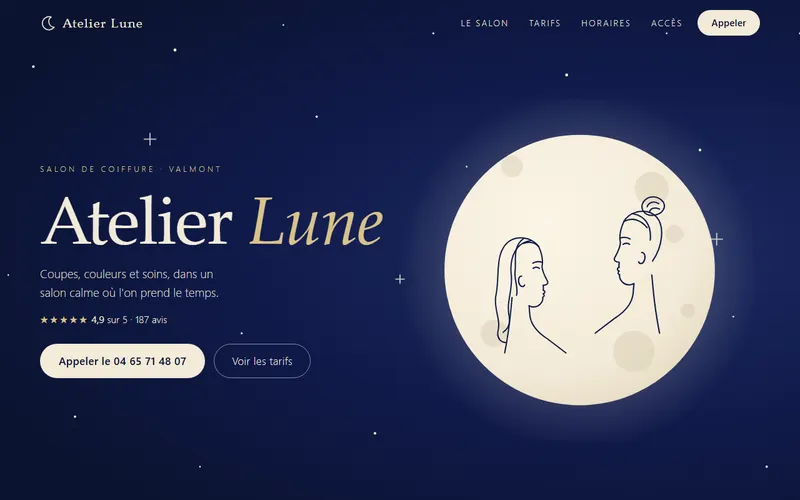 Atelier Lune
LE SALON
TARIFS
HORAIRES
ACCÈS
Appeler
SALON DE COIFFURE · VALMONT
Atelier Lune
Coupes, couleurs et soins, dans un
salon calme où l'on prend le temps.
★★★★★ 4,9 sur 5 · 187 avis
Appeler le 04 65 71 48 07
Voir les tarifs